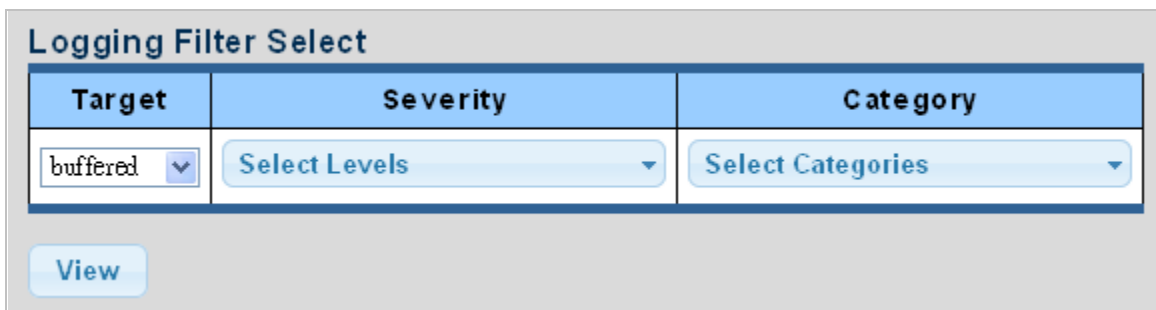 Logging Filter Select
Target Severity Category
buffered Select Levels Select Categories
View